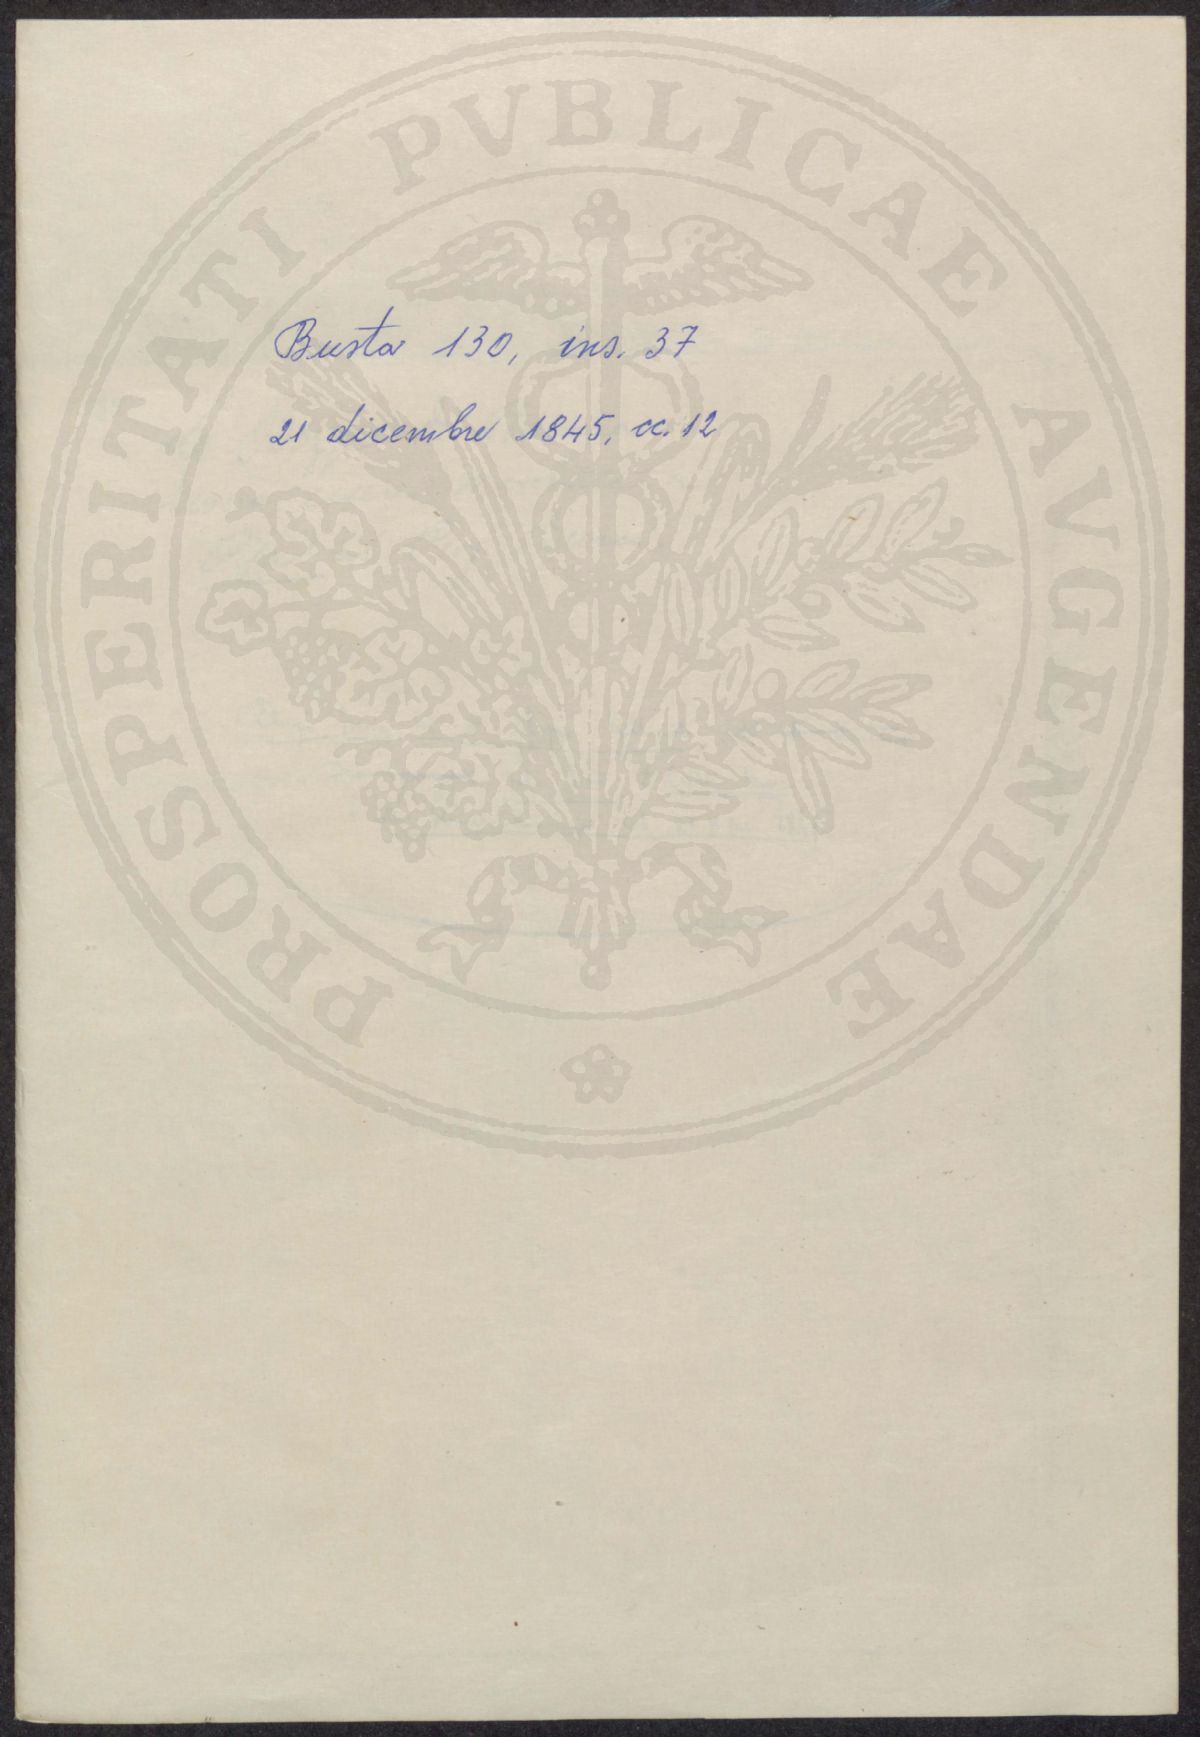 PROSPERITATI PVBLICAE AVGENDAE
Busta 130, ins. 37
21 dicembre 1845, cc. 12